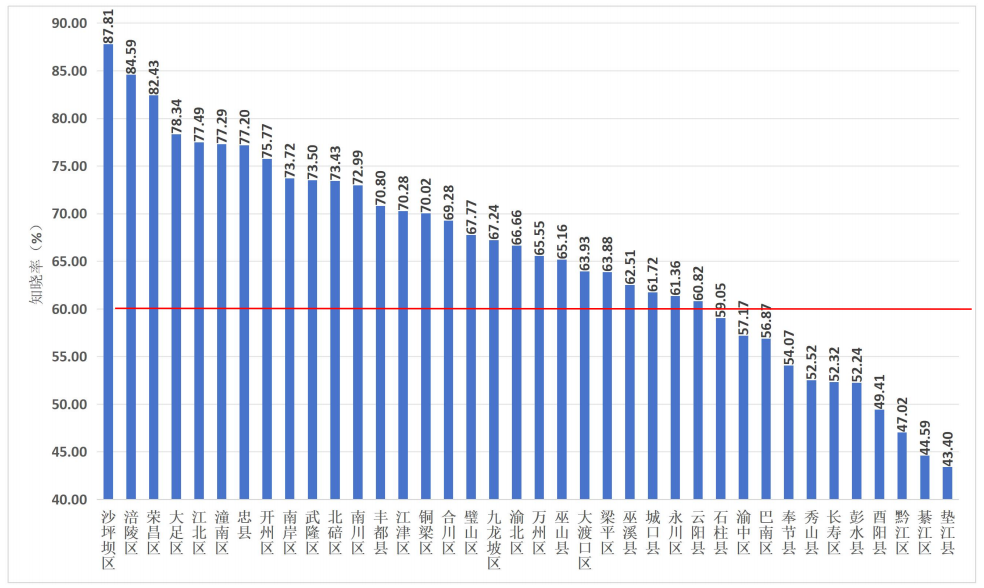 知晓率（%）
90.00
85.00
80.00
75.00
70.00
65.00
60.00
55.00
50.00
45.00
40.00
87.81
84.59
82.43
78.34
77.49
77.29
77.20
75.77
73.72
73.50
73.43
72.99
70.80
70.28
70.02
69.28
67.77
67.24
66.66
65.55
65.16
63.93
63.88
62.51
61.72
61.36
60.82
59.05
57.17
56.87
54.07
52.52
52.32
52.24
49.41
47.02
44.59
43.40
沙坪坝区
涪陵区
荣昌区
大足区
江北区
潼南区
忠县
开州区
南岸区
武隆区
北碚区
南川区
丰都县
江津区
铜梁区
合川区
璧山区
九龙坡区
渝北区
万州区
巫山县
大渡口区
梁平区
巫溪县
城口县
永川区
云阳县
石柱县
渝中区
巴南区
奉节县
秀山县
长寿区
彭水县
酉阳县
黔江区
綦江区
垫江县